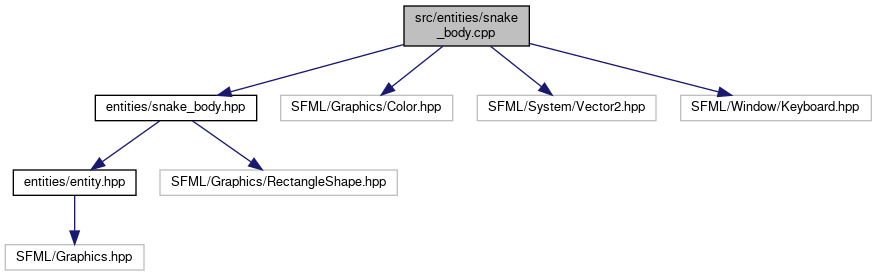 src/entities/snake
_body.cpp
entities/snake_body.hpp
SFML/Graphics/Color.hpp
SFML/System/Vector2.hpp
SFML/Window/Keyboard.hpp
entities/entity.hpp
SFML/Graphics/RectangleShape.hpp
SFML/Graphics.hpp